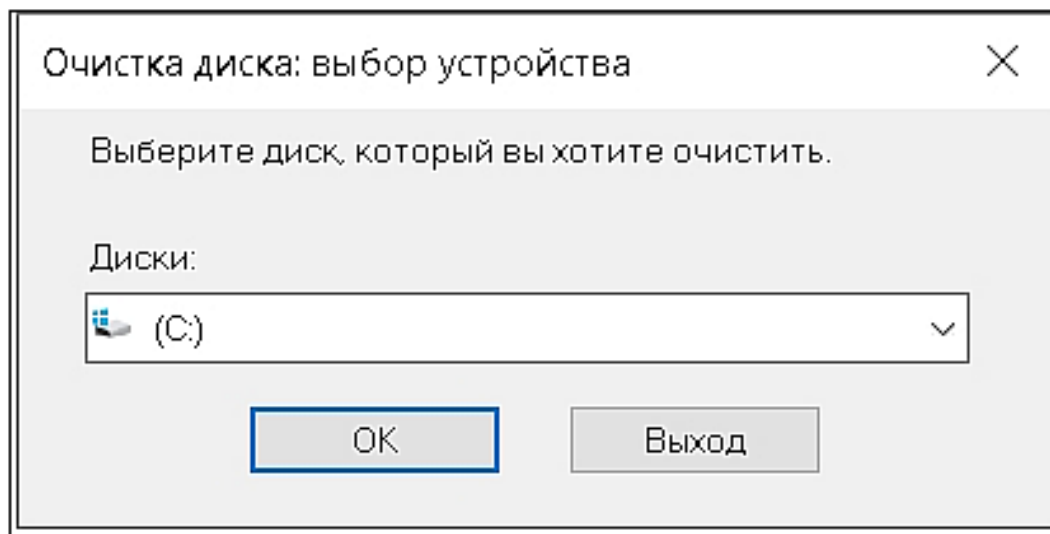 Очистка диска: выбор устройства
Выберите диск, который вы хотите очистить.
Диски:
(C:)
OK
Выход